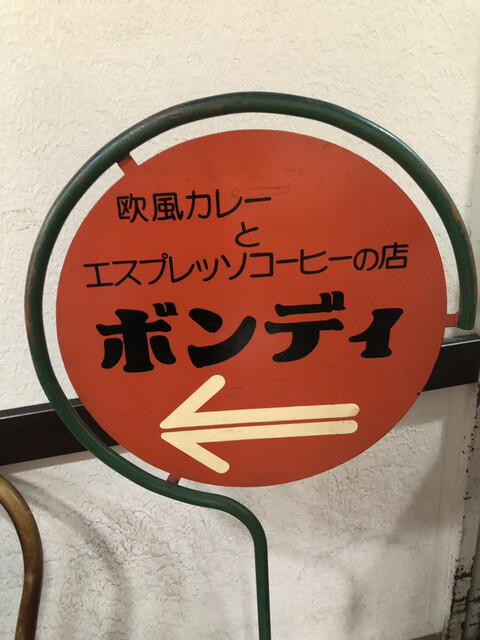 欧風カレー
と
エスプレッソコーヒーの店
ボンディ